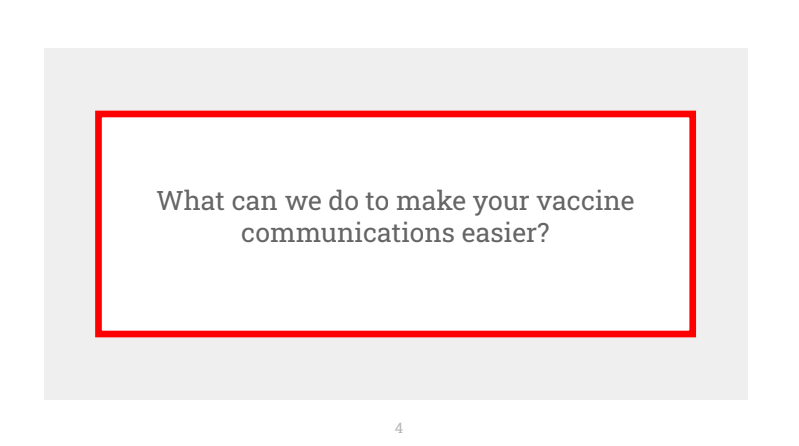 What can we do to make your vaccine
communications easier?
4